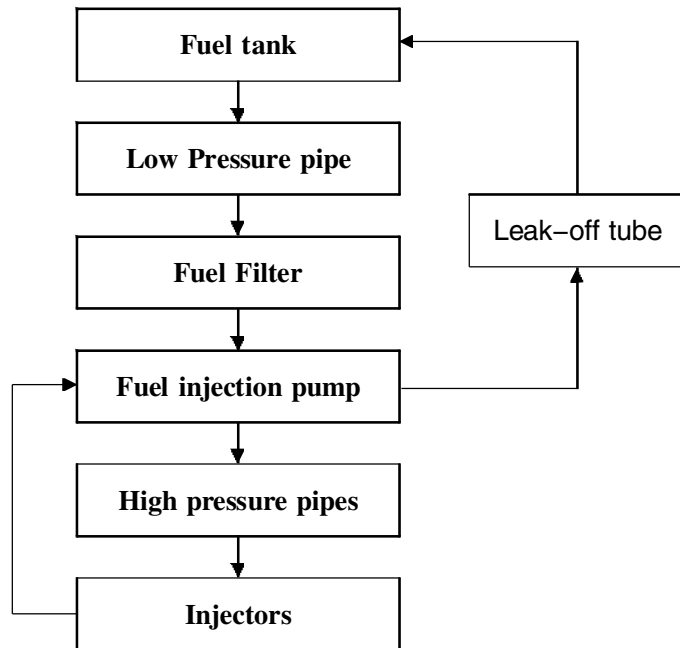 Fuel tank
Low Pressure pipe
Leak−off tube
Fuel Filter
Fuel injection pump
High pressure pipes
Injectors